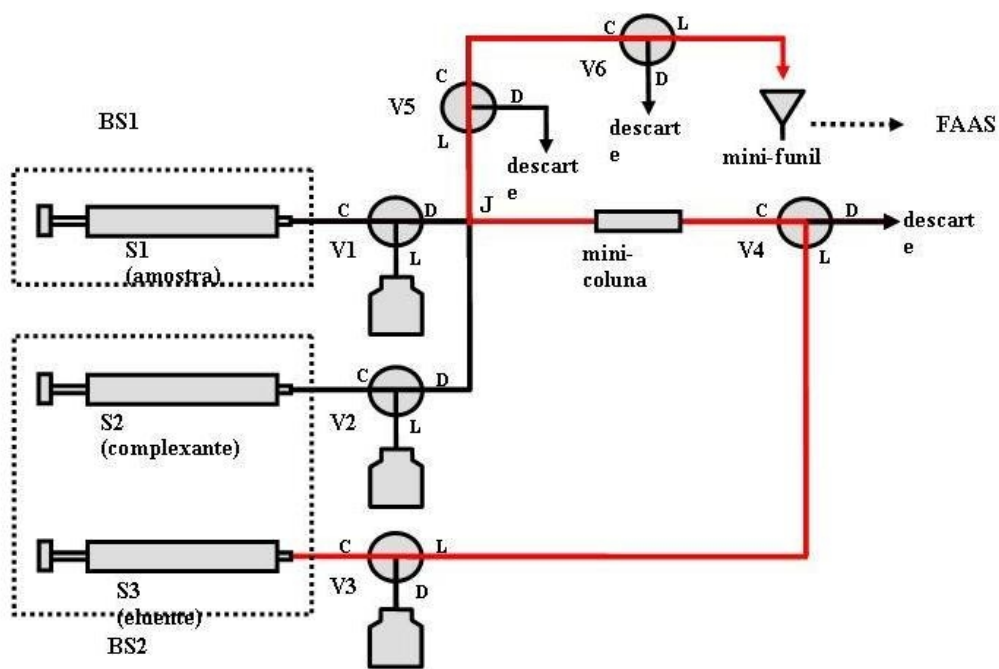 C
L
V6
D
descart
e
C
V5
D
L
descart
e
mini-funil
FAAS
BS1
S1
(amostra)
C
D
V1
L
J
mini-
coluna
C
D
V4
L
descart
e
S2
(complexante)
C
D
V2
L
S3
(eluente)
C
L
V3
D
BS2